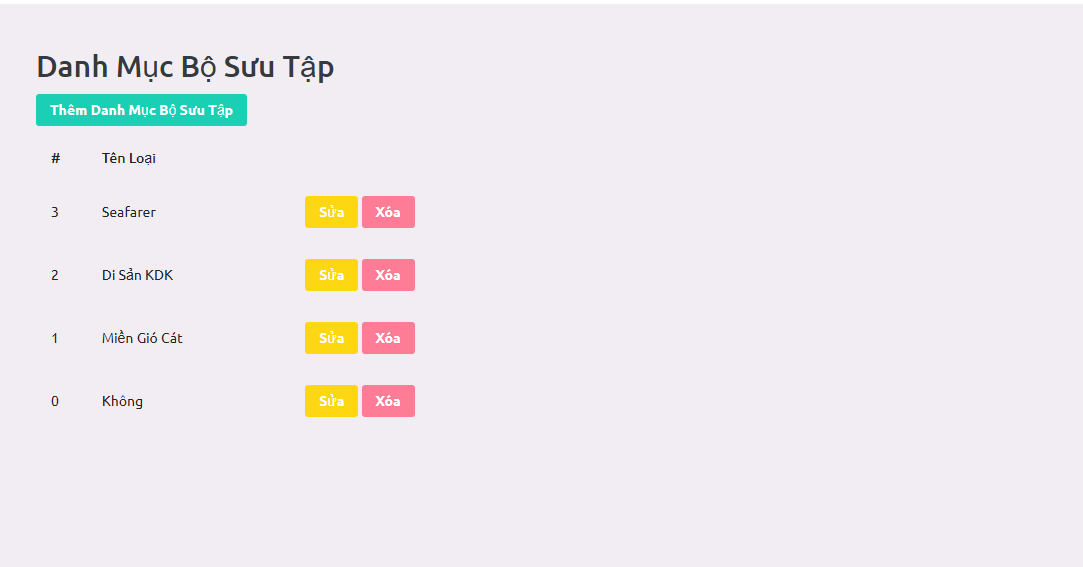 Danh Mục Bộ Sưu Tập
Thêm Danh Mục Bộ Sưu Tập
# Tên Loại
3 Seafarer Sửa Xóa
2 Di Sản KDK Sửa Xóa
1 Miền Gió Cát Sửa Xóa
0 Không Sửa Xóa